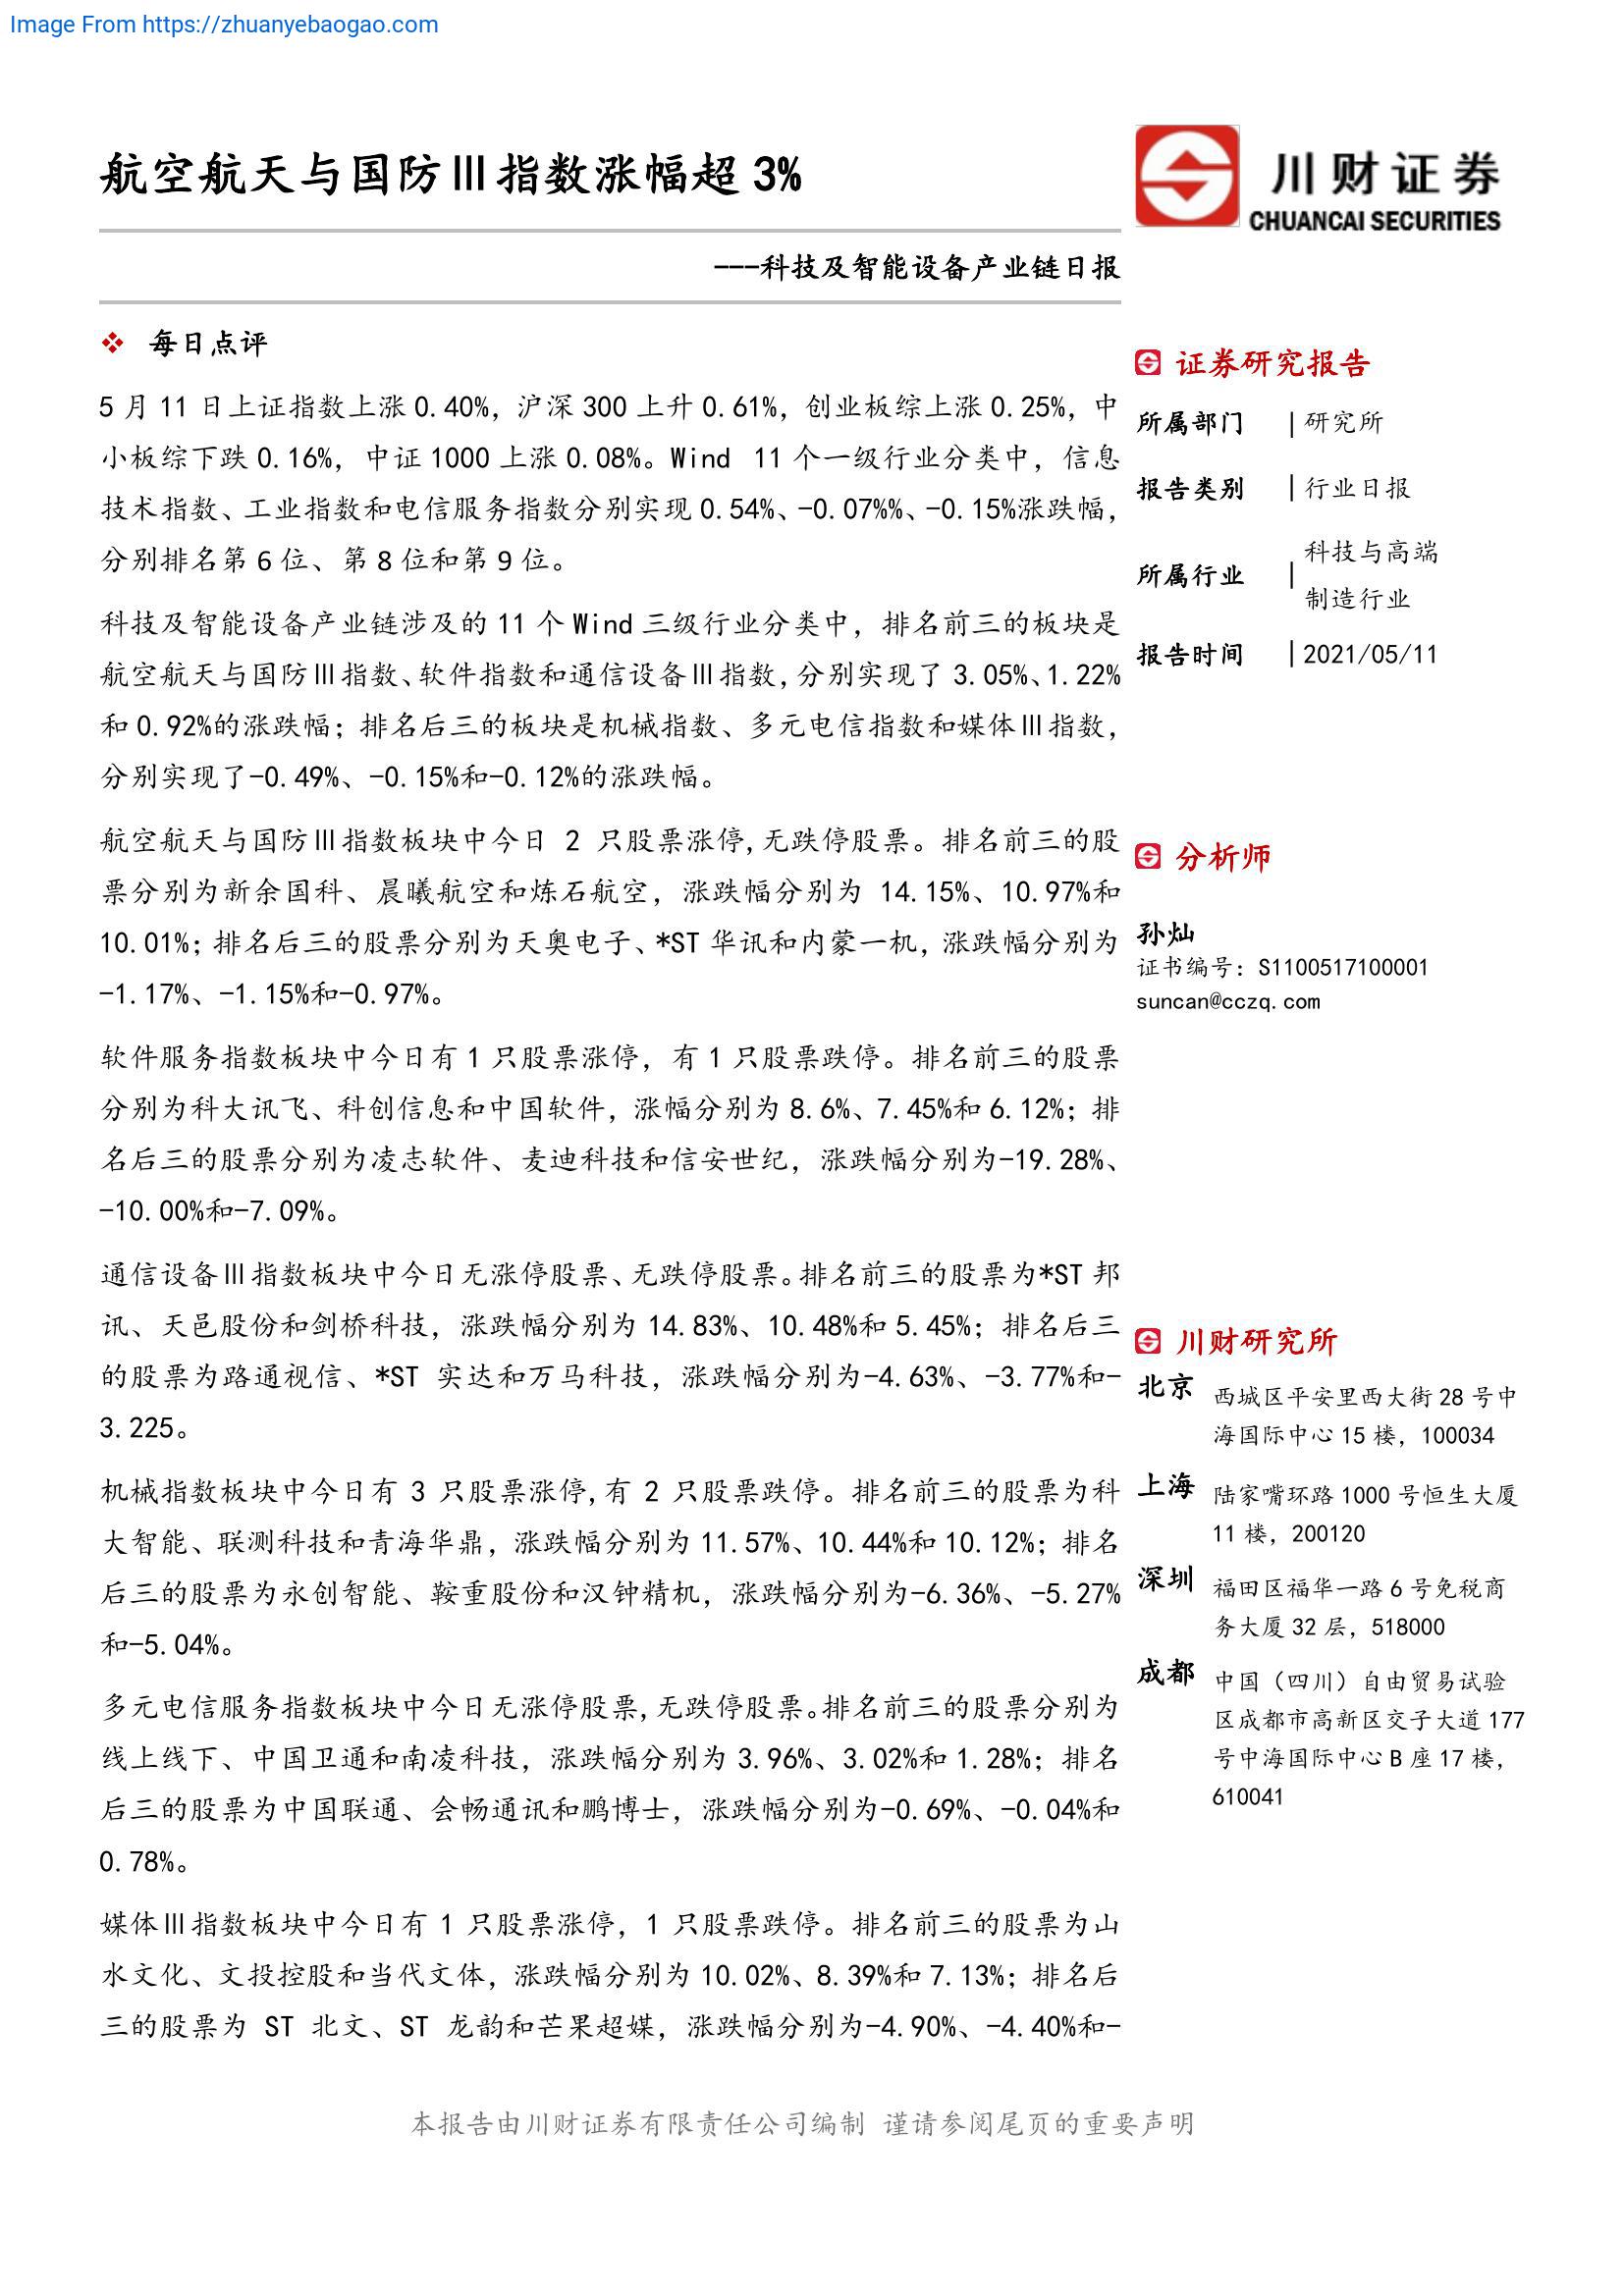 Image From https://zhuanyebaogao.com
航空航天与国防Ⅲ指数涨幅超 3%
川财证券
CHUANCAI SECURITIES
---科技及智能设备产业链日报
❖ 每日点评
5 月 11 日上证指数上涨 0.40%，沪深 300 上升 0.61%，创业板综上涨 0.25%，中
小板综下跌 0.16%，中证 1000 上涨 0.08%。Wind 11 个一级行业分类中，信息
技术指数、工业指数和电信服务指数分别实现 0.54%、-0.07%%、-0.15%涨跌幅，
分别排名第 6 位、第 8 位和第 9 位。
科技及智能设备产业链涉及的 11 个 Wind 三级行业分类中，排名前三的板块是
航空航天与国防Ⅲ指数、软件指数和通信设备Ⅲ指数，分别实现了 3.05%、1.22%
和 0.92%的涨跌幅；排名后三的板块是机械指数、多元电信指数和媒体Ⅲ指数，
分别实现了-0.49%、-0.15%和-0.12%的涨跌幅。
航空航天与国防Ⅲ指数板块中今日 2 只股票涨停,无跌停股票。排名前三的股
票分别为新余国科、晨曦航空和炼石航空，涨跌幅分别为 14.15%、10.97%和
10.01%；排名后三的股票分别为天奥电子、*ST 华讯和内蒙一机，涨跌幅分别为
-1.17%、-1.15%和-0.97%。
软件服务指数板块中今日有 1 只股票涨停，有 1 只股票跌停。排名前三的股票
分别为科大讯飞、科创信息和中国软件，涨幅分别为 8.6%、7.45%和 6.12%；排
名后三的股票分别为凌志软件、麦迪科技和信安世纪，涨跌幅分别为-19.28%、
-10.00%和-7.09%。
通信设备Ⅲ指数板块中今日无涨停股票、无跌停股票。排名前三的股票为*ST 邦
讯、天邑股份和剑桥科技，涨跌幅分别为 14.83%、10.48%和 5.45%；排名后三
的股票为路通视信、*ST 实达和万马科技，涨跌幅分别为-4.63%、-3.77%和-
3.225。
机械指数板块中今日有 3 只股票涨停,有 2 只股票跌停。排名前三的股票为科
大智能、联测科技和青海华鼎，涨跌幅分别为 11.57%、10.44%和 10.12%；排名
后三的股票为永创智能、鞍重股份和汉钟精机，涨跌幅分别为-6.36%、-5.27%
和-5.04%。
多元电信服务指数板块中今日无涨停股票,无跌停股票。排名前三的股票分别为
线上线下、中国卫通和南凌科技，涨跌幅分别为 3.96%、3.02%和 1.28%；排名
后三的股票为中国联通、会畅通讯和鹏博士，涨跌幅分别为-0.69%、-0.04%和
0.78%。
媒体Ⅲ指数板块中今日有 1 只股票涨停，1 只股票跌停。排名前三的股票为山
水文化、文投控股和当代文体，涨跌幅分别为 10.02%、8.39%和 7.13%；排名后
三的股票为 ST 北文、ST 龙韵和芒果超媒，涨跌幅分别为-4.90%、-4.40%和-
证券研究报告
所属部门 | 研究所
报告类别 | 行业日报
所属行业 | 科技与高端
制造行业
报告时间 | 2021/05/11
分析师
孙灿
证书编号：S1100517100001
suncan@cczq.com
川财研究所
北京 西城区平安里西大街 28 号中
海国际中心 15 楼，100034
上海 陆家嘴环路 1000 号恒生大厦
11 楼，200120
深圳 福田区福华一路 6 号免税商
务大厦 32 层，518000
成都 中国（四川）自由贸易试验
区成都市高新区交子大道 177
号中海国际中心 B 座 17 楼，
610041
本报告由川财证券有限责任公司编制 谨请参阅尾页的重要声明